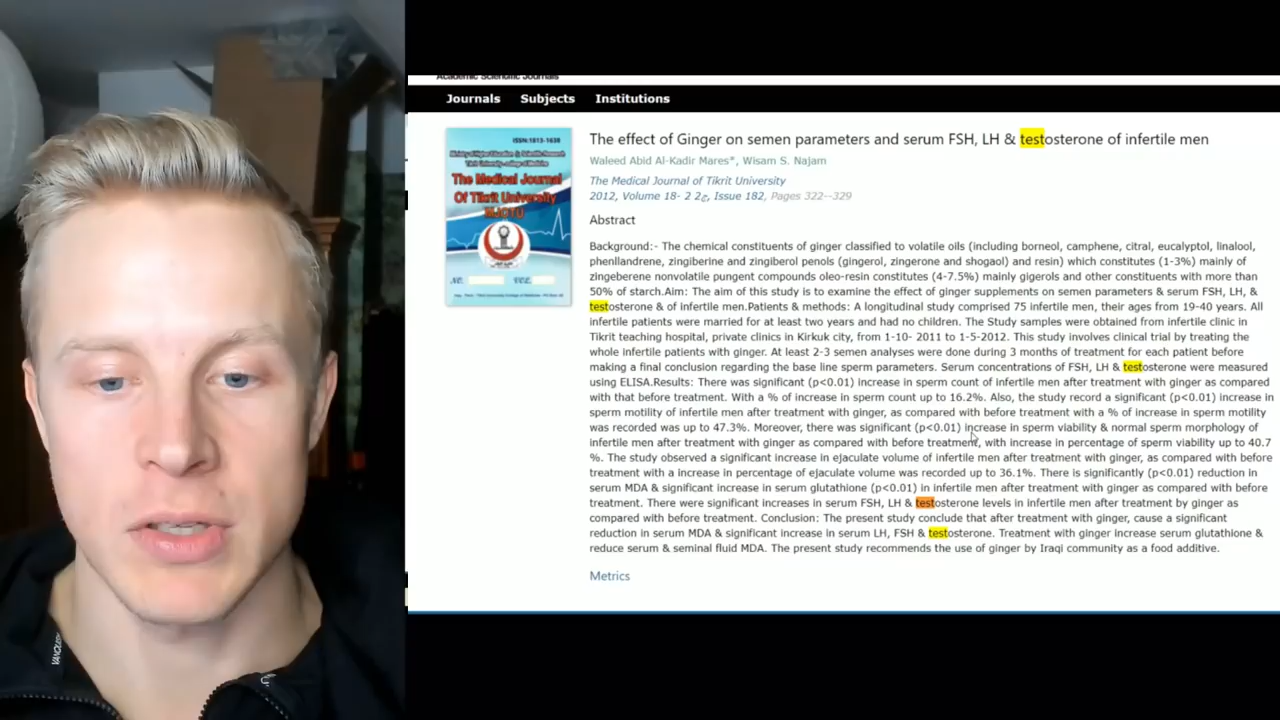 Academic Scientific Journals
Journals Subjects Institutions
ISSN:1813-1638
Ministry of Higher Education & Scientific Research
Tikrit University-college of Medicine
The Medical Journal
Of Tikrit University
MJOTU
The effect of Ginger on semen parameters and serum FSH, LH & testosterone of infertile men
Waleed Abid Al-Kadir Mares*, Wisam S. Najam
The Medical Journal of Tikrit University
2012, Volume 18- 2 2ج, Issue 182, Pages 322--329
Abstract
Background:- The chemical constituents of ginger classified to volatile oils (including borneol, camphene, citral, eucalyptol, linalool,
phenllandrene, zingiberine and zingiberol penols (gingerol, zingerone and shogaol) and resin) which constitutes (1-3%) mainly of
zingeberene nonvolatile pungent compounds oleo-resin constitutes (4-7.5%) mainly gigerols and other constituents with more than
50% of starch.Aim: The aim of this study is to examine the effect of ginger supplements on semen parameters & serum FSH, LH, &
testosterone & of infertile men.Patients & methods: A longitudinal study comprised 75 infertile men, their ages from 19-40 years. All
infertile patients were married for at least two years and had no children. The Study samples were obtained from infertile clinic in
Tikrit teaching hospital, private clinics in Kirkuk city, from 1-10- 2011 to 1-5-2012. This study involves clinical trial by treating the
whole infertile patients with ginger. At least 2-3 semen analyses were done during 3 months of treatment for each patient before
making a final conclusion regarding the base line sperm parameters. Serum concentrations of FSH, LH & testosterone were measured
using ELISA.Results: There was significant (p<0.01) increase in sperm count of infertile men after treatment with ginger as compared
with that before treatment. With a % of increase in sperm count up to 16.2%. Also, the study record a significant (p<0.01) increase in
sperm motility of infertile men after treatment with ginger, as compared with before treatment with a % of increase in sperm motility
was recorded was up to 47.3%. Moreover, there was significant (p<0.01) increase in sperm viability & normal sperm morphology of
infertile men after treatment with ginger as compared with before treatment, with increase in percentage of sperm viability up to 40.7
%. The study observed a significant increase in ejaculate volume of infertile men after treatment with ginger, as compared with before
treatment with a increase in percentage of ejaculate volume was recorded up to 36.1%. There is significantly (p<0.01) reduction in
serum MDA & significant increase in serum glutathione (p<0.01) in infertile men after treatment with ginger as compared with before
treatment. There were significant increases in serum FSH, LH & testosterone levels in infertile men after treatment by ginger as
compared with before treatment. Conclusion: The present study conclude that after treatment with ginger, cause a significant
reduction in serum MDA & significant increase in serum LH, FSH & testosterone. Treatment with ginger increase serum glutathione &
reduce serum & seminal fluid MDA. The present study recommends the use of ginger by Iraqi community as a food additive.
Metrics